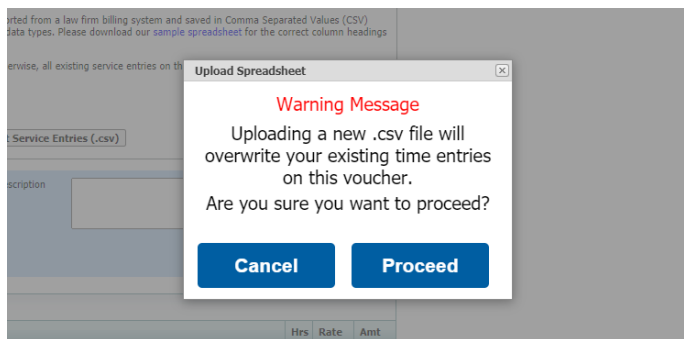 orted from a law firm billing system and saved in Comma Separated Values (CSV)
data types. Please download our sample spreadsheet for the correct column headings
erwise, all existing service entries on th
Upload Spreadsheet
Warning Message
Uploading a new .csv file will
overwrite your existing time entries
on this voucher.
Are you sure you want to proceed?
t Service Entries (.csv)
scription
Cancel Proceed
Hrs Rate Amt